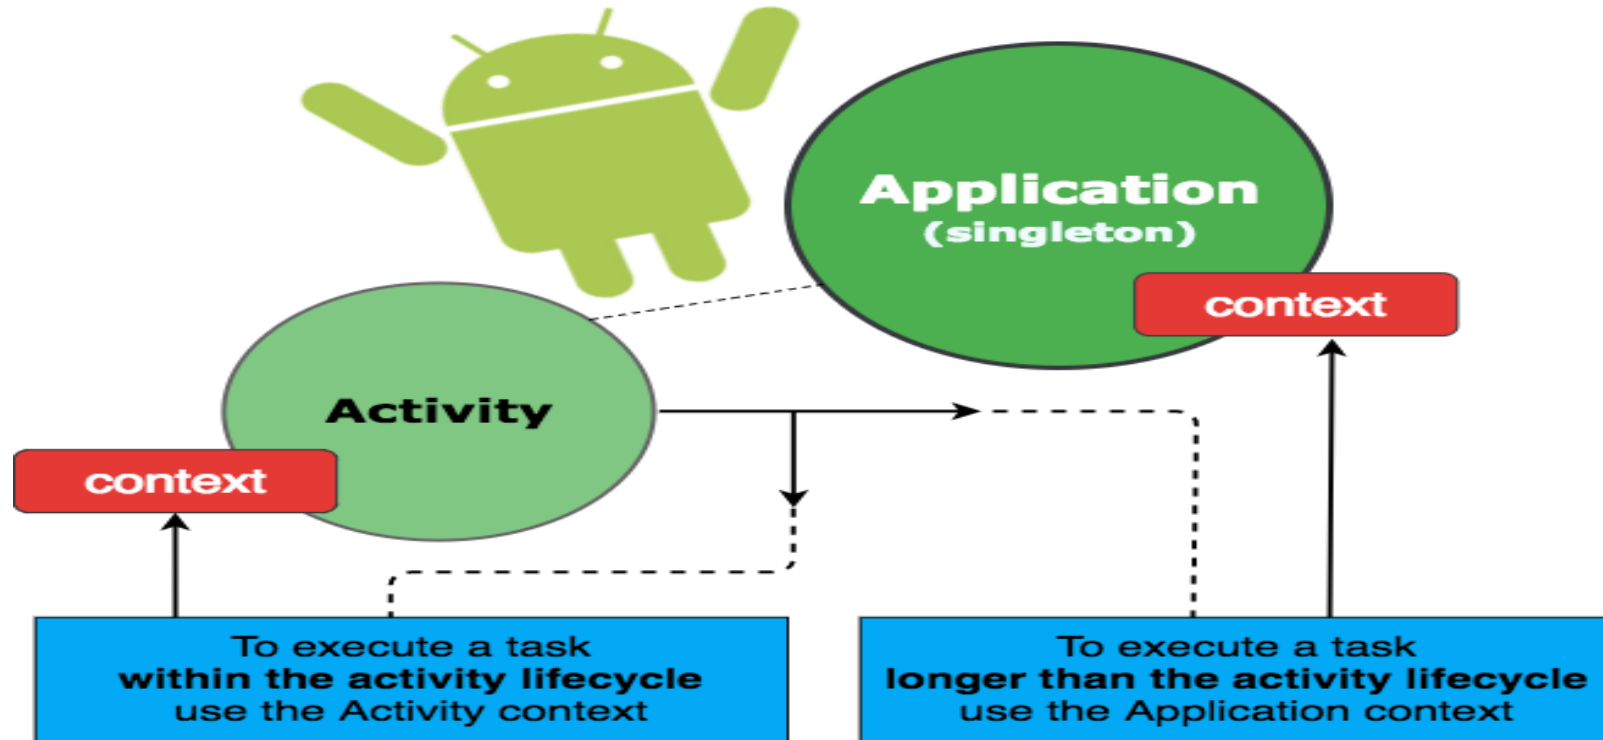 Application
(singleton)
context
Activity
context
To execute a task
within the activity lifecycle
use the Activity context
To execute a task
longer than the activity lifecycle
use the Application context